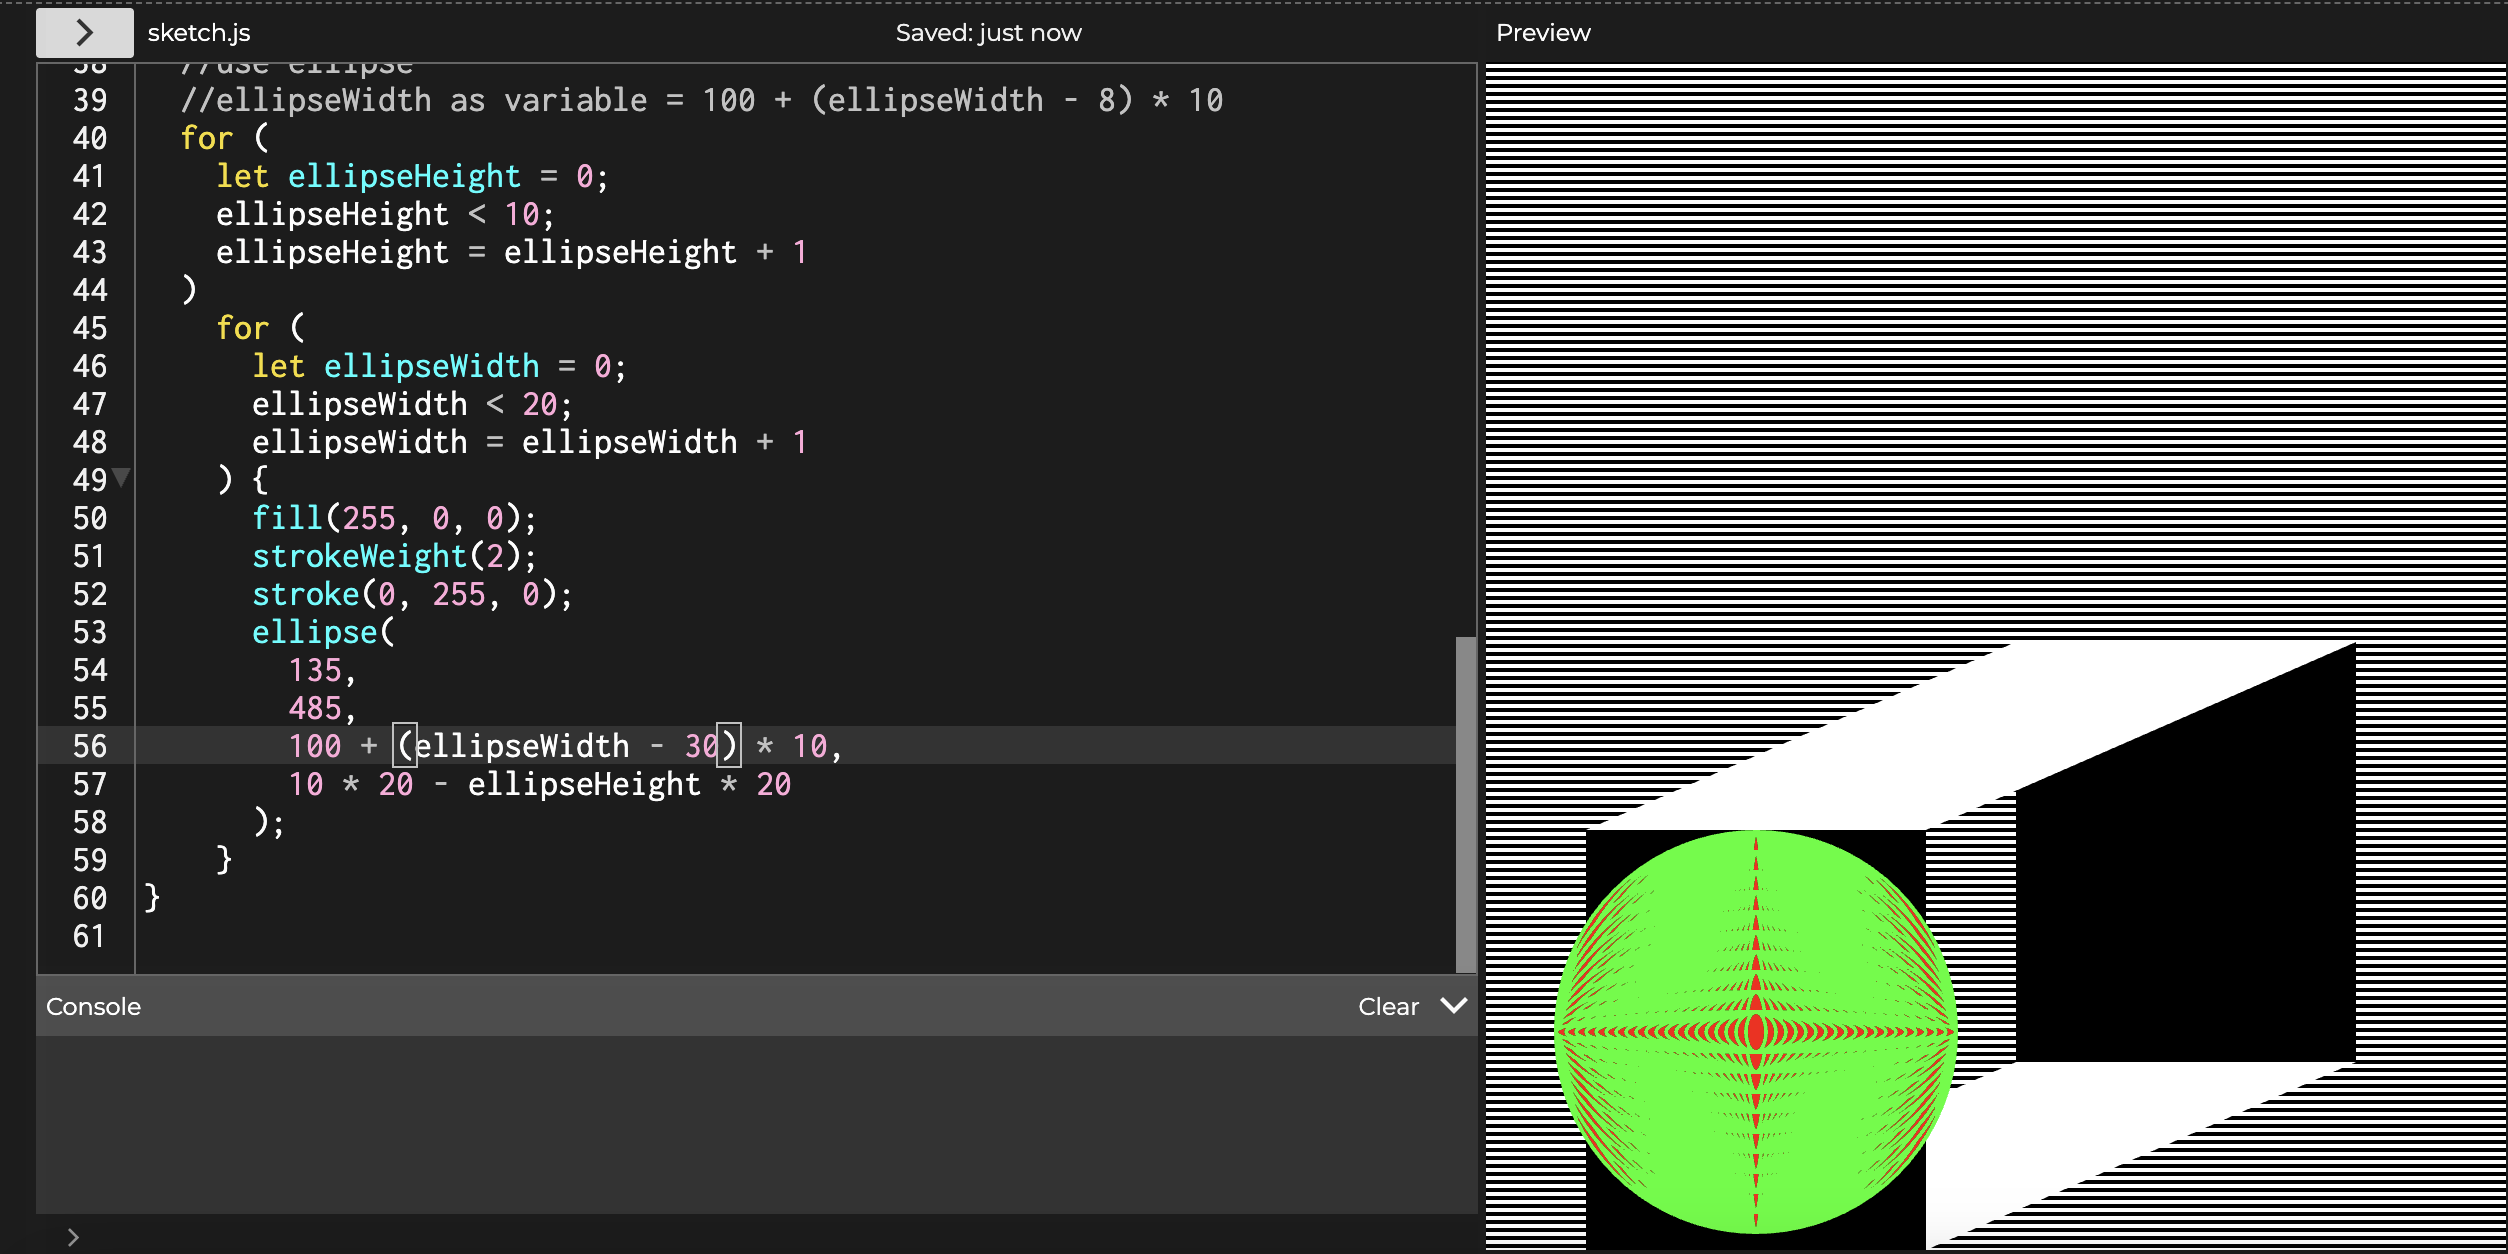 sketch.js
Saved: just now
Preview
38 //use ellipse
39 //ellipseWidth as variable = 100 + (ellipseWidth - 8) * 10
40 for (
41 let ellipseHeight = 0;
42 ellipseHeight < 10;
43 ellipseHeight = ellipseHeight + 1
44 )
45 for (
46 let ellipseWidth = 0;
47 ellipseWidth < 20;
48 ellipseWidth = ellipseWidth + 1
49 ) {
50 fill(255, 0, 0);
51 strokeWeight(2);
52 stroke(0, 255, 0);
53 ellipse(
54 135,
55 485,
56 100 + (ellipseWidth - 30) * 10,
57 10 * 20 - ellipseHeight * 20
58 );
59 }
60 }
61
Console
Clear